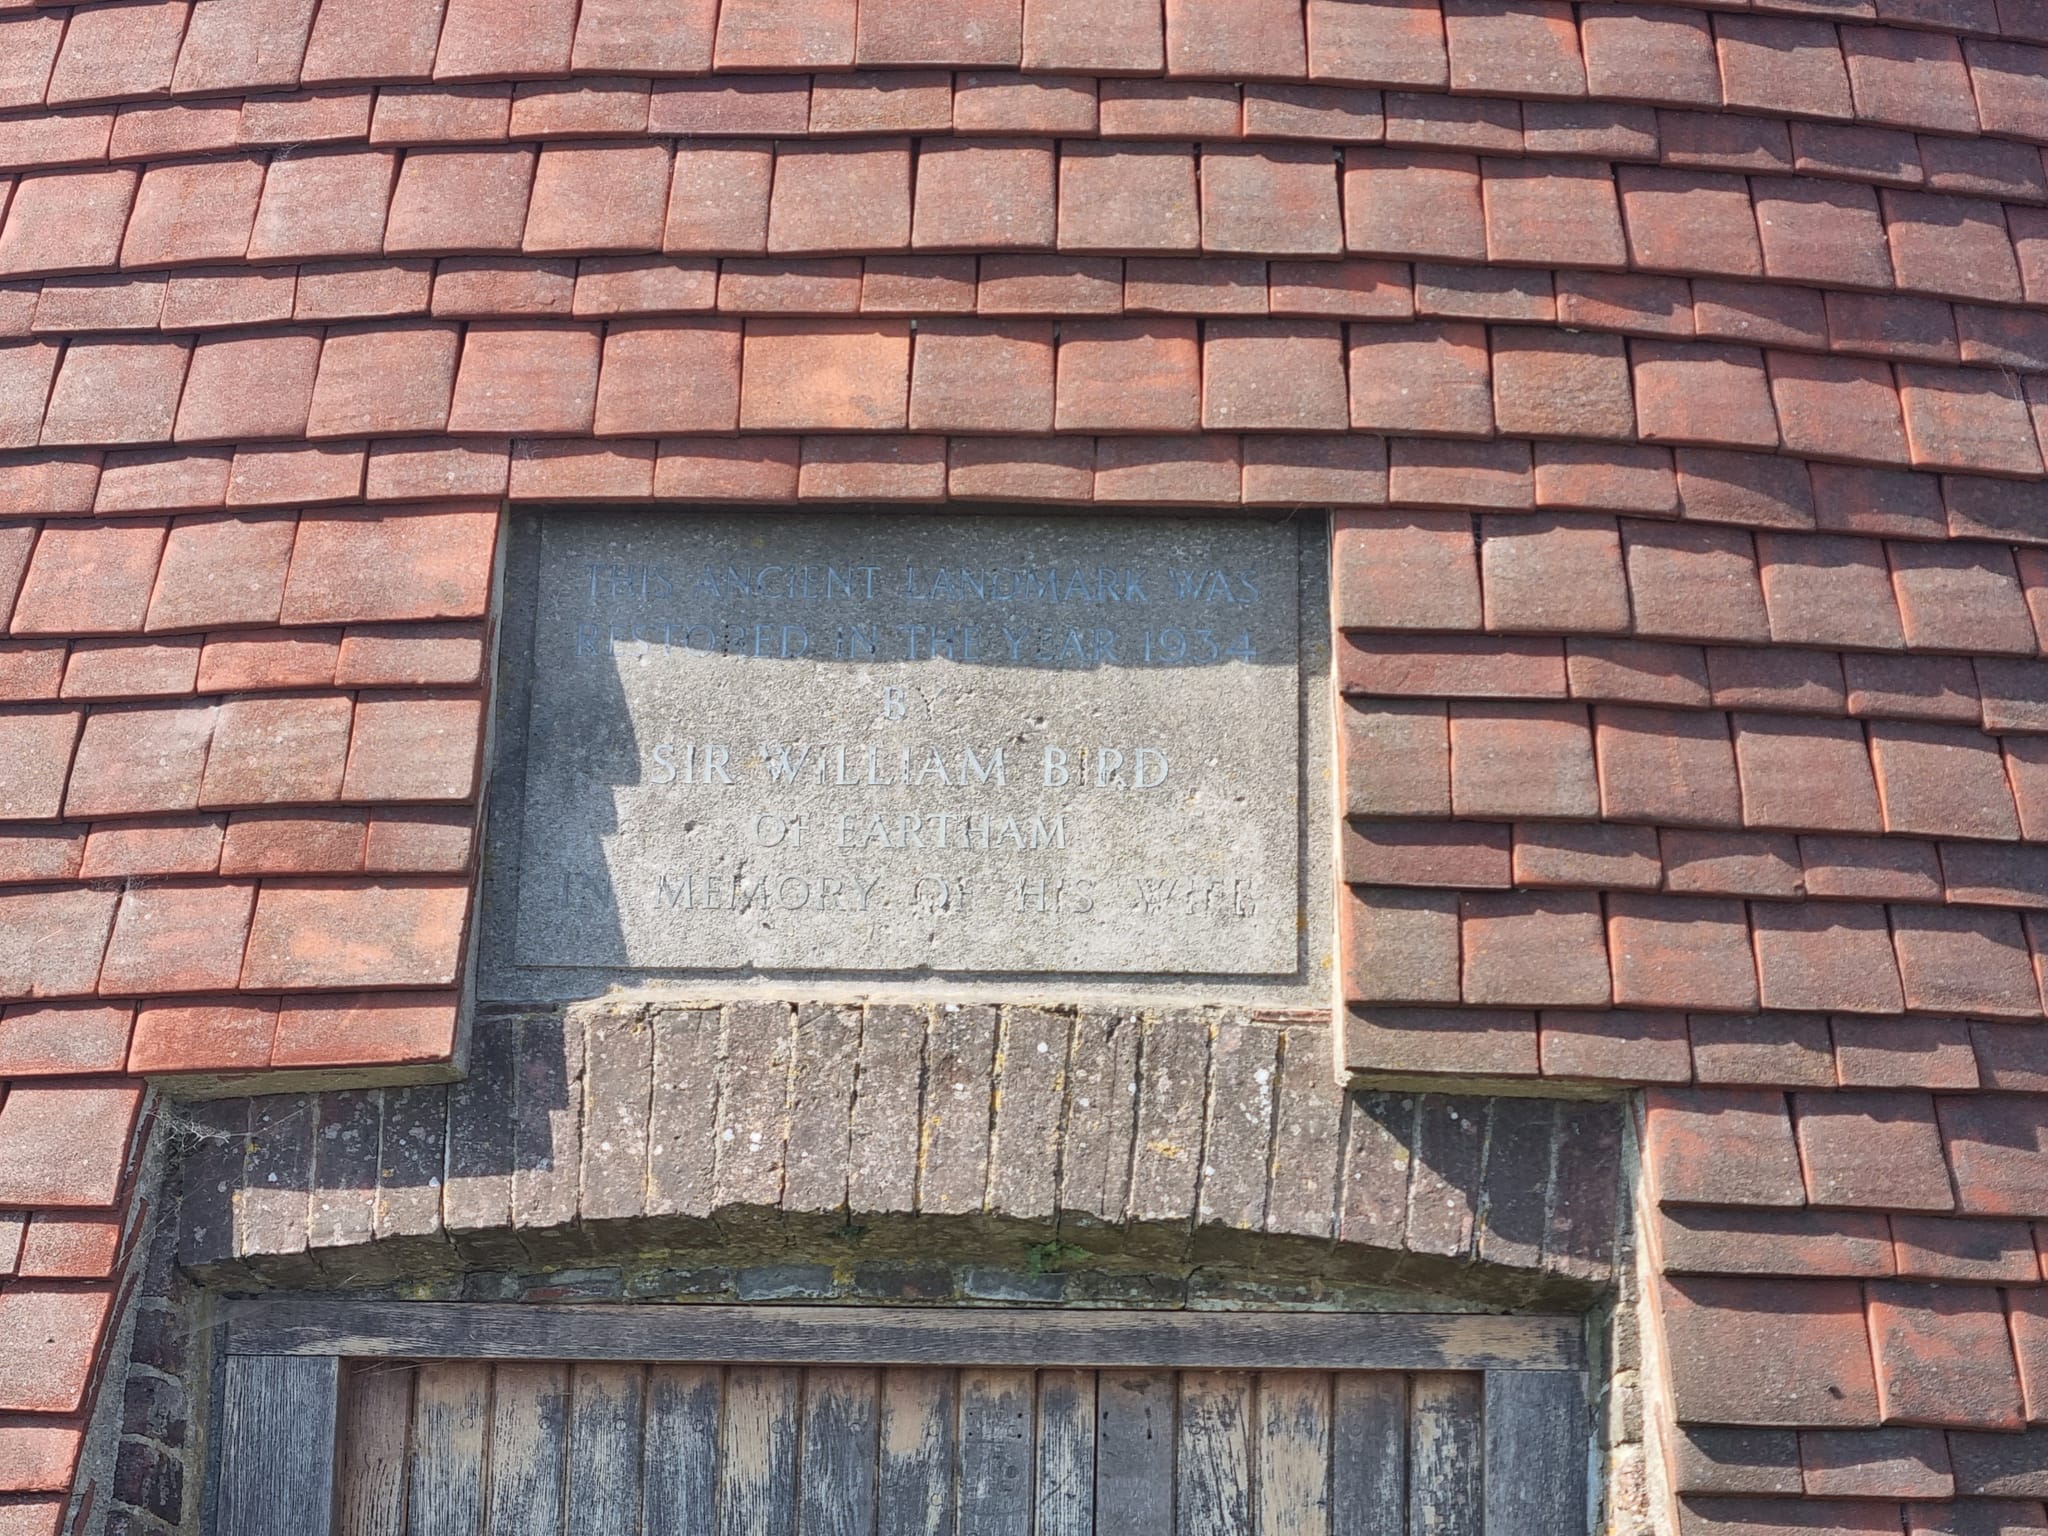 THIS ANCIENT LANDMARK WAS
RESTORED IN THE YEAR 1934
BY
SIR WILLIAM BIRD
OF EARTHAM
IN MEMORY OF HIS WIFE